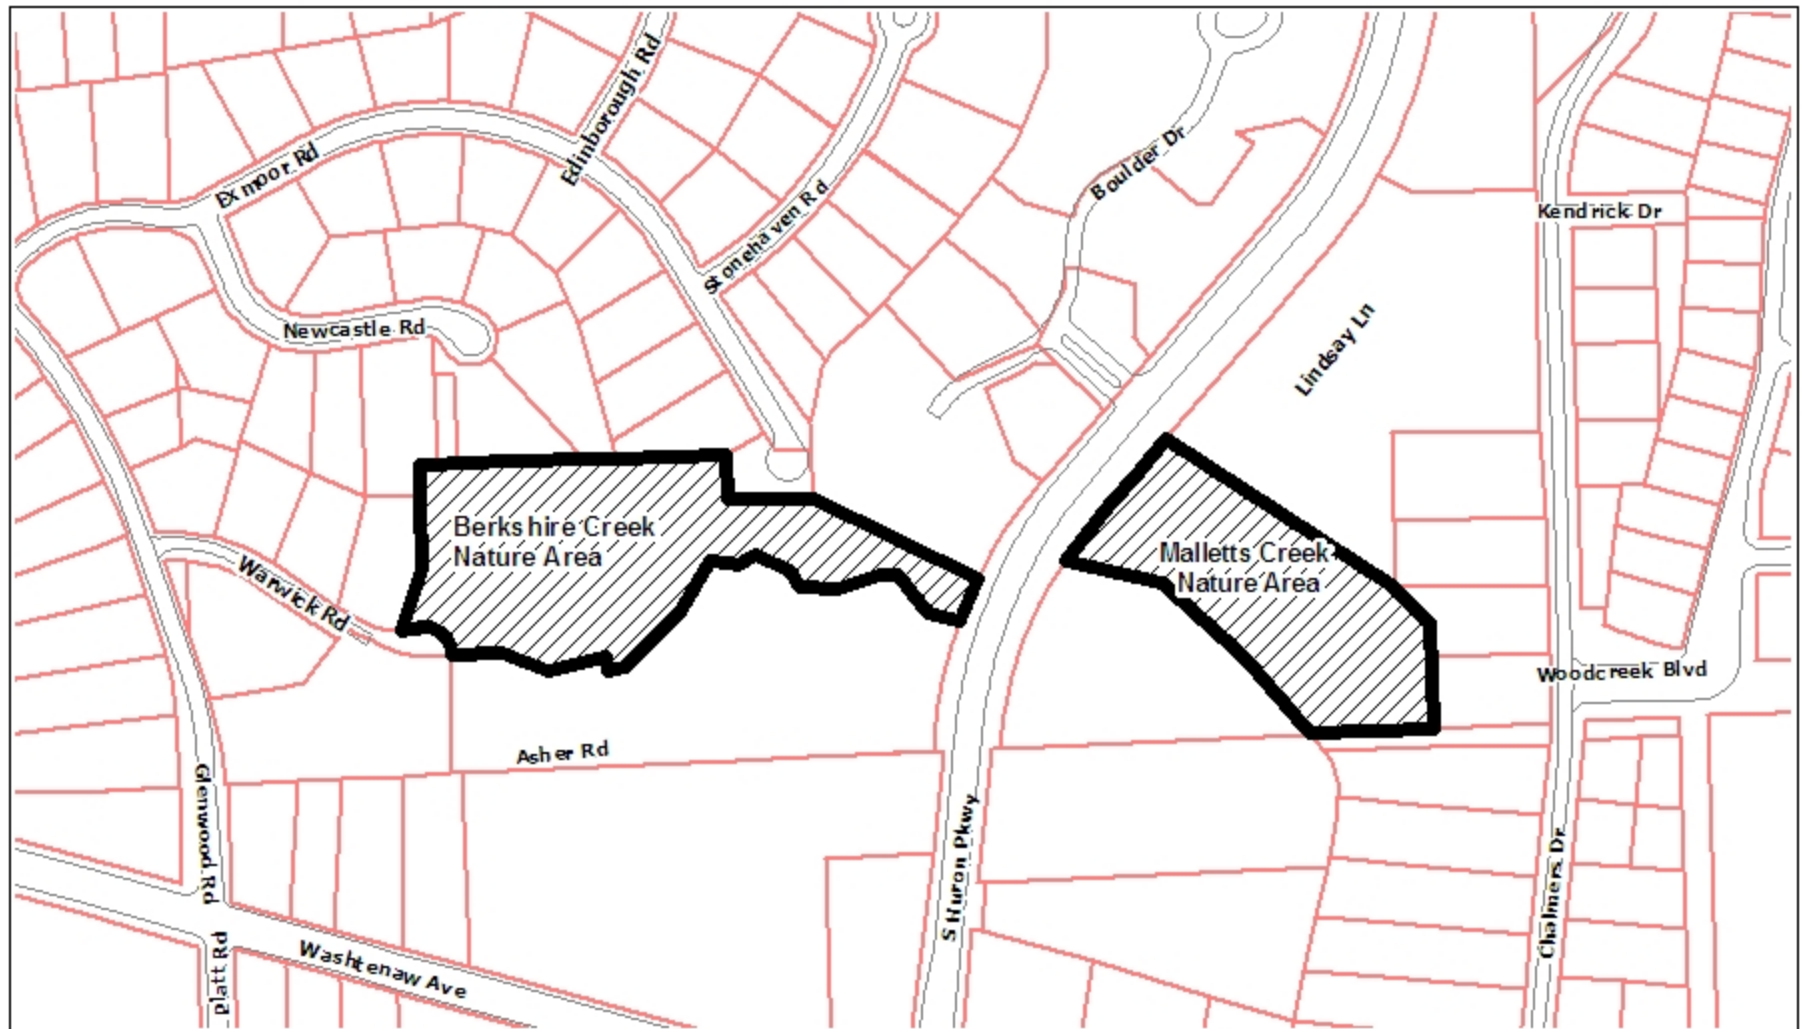 Edinborough Rd
Exmoor Rd
Boulder Dr
Stonehaven Rd
Kendrick Dr
Newcastle Rd
Lindsay Ln
Berkshire Creek
Nature Area
Malletts Creek
Nature Area
Warwick Rd
Woodcreek Blvd
Asher Rd
Glenwood Rd
S Huron Pkwy
Chalmers Dr
Platt Rd
Washtenaw Ave